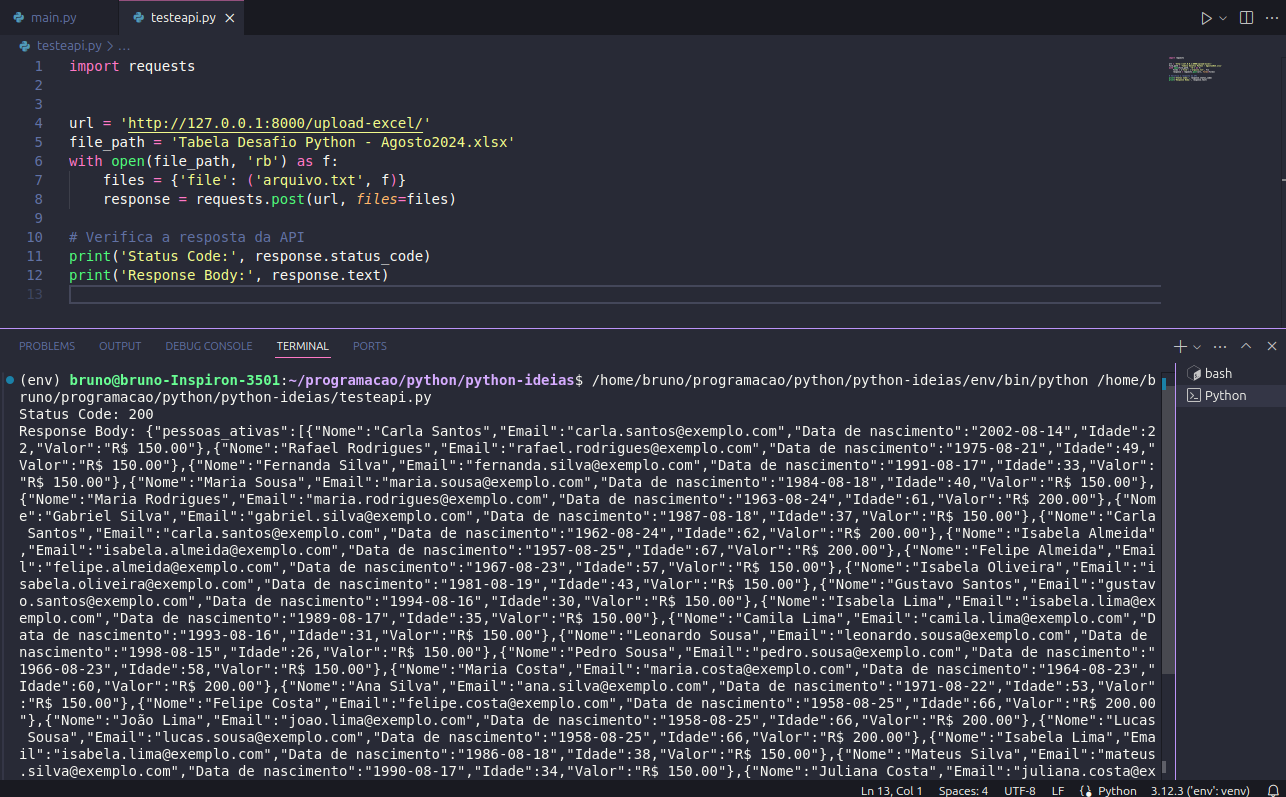 main.py
testeapi.py
testeapi.py > ...
1 import requests
2
3
4 url = 'http://127.0.0.1:8000/upload-excel/'
5 file_path = 'Tabela Desafio Python - Agosto2024.xlsx'
6 with open(file_path, 'rb') as f:
7     files = {'file': ('arquivo.txt', f)}
8     response = requests.post(url, files=files)
9
10 # Verifica a resposta da API
11 print('Status Code:', response.status_code)
12 print('Response Body:', response.text)
13
PROBLEMS OUTPUT DEBUG CONSOLE TERMINAL PORTS
bash
Python
(env) bruno@bruno-Inspiron-3501:~/programacao/python/python-ideias$ /home/bruno/programacao/python/python-ideias/env/bin/python /home/b
runo/programacao/python/python-ideias/testeapi.py
Status Code: 200
Response Body: {"pessoas_ativas":[{"Nome":"Carla Santos","Email":"carla.santos@exemplo.com","Data de nascimento":"2002-08-14","Idade":2
2,"Valor":"R$ 150.00"},{"Nome":"Rafael Rodrigues","Email":"rafael.rodrigues@exemplo.com","Data de nascimento":"1975-08-21","Idade":49,"
Valor":"R$ 150.00"},{"Nome":"Fernanda Silva","Email":"fernanda.silva@exemplo.com","Data de nascimento":"1991-08-17","Idade":33,"Valor":
"R$ 150.00"},{"Nome":"Maria Sousa","Email":"maria.sousa@exemplo.com","Data de nascimento":"1984-08-18","Idade":40,"Valor":"R$ 150.00"},
{"Nome":"Maria Rodrigues","Email":"maria.rodrigues@exemplo.com","Data de nascimento":"1963-08-24","Idade":61,"Valor":"R$ 200.00"},{"Nom
e":"Gabriel Silva","Email":"gabriel.silva@exemplo.com","Data de nascimento":"1987-08-18","Idade":37,"Valor":"R$ 150.00"},{"Nome":"Carla
 Santos","Email":"carla.santos@exemplo.com","Data de nascimento":"1962-08-24","Idade":62,"Valor":"R$ 200.00"},{"Nome":"Isabela Almeida"
,"Email":"isabela.almeida@exemplo.com","Data de nascimento":"1957-08-25","Idade":67,"Valor":"R$ 200.00"},{"Nome":"Felipe Almeida","Emai
l":"felipe.almeida@exemplo.com","Data de nascimento":"1967-08-23","Idade":57,"Valor":"R$ 150.00"},{"Nome":"Isabela Oliveira","Email":"i
sabela.oliveira@exemplo.com","Data de nascimento":"1981-08-19","Idade":43,"Valor":"R$ 150.00"},{"Nome":"Gustavo Santos","Email":"gustav
o.santos@exemplo.com","Data de nascimento":"1994-08-16","Idade":30,"Valor":"R$ 150.00"},{"Nome":"Isabela Lima","Email":"isabela.lima@ex
emplo.com","Data de nascimento":"1989-08-17","Idade":35,"Valor":"R$ 150.00"},{"Nome":"Camila Lima","Email":"camila.lima@exemplo.com","D
ata de nascimento":"1993-08-16","Idade":31,"Valor":"R$ 150.00"},{"Nome":"Leonardo Sousa","Email":"leonardo.sousa@exemplo.com","Data de
nascimento":"1998-08-15","Idade":26,"Valor":"R$ 150.00"},{"Nome":"Pedro Sousa","Email":"pedro.sousa@exemplo.com","Data de nascimento":"
1966-08-23","Idade":58,"Valor":"R$ 150.00"},{"Nome":"Maria Costa","Email":"maria.costa@exemplo.com","Data de nascimento":"1964-08-23","
Idade":60,"Valor":"R$ 200.00"},{"Nome":"Ana Silva","Email":"ana.silva@exemplo.com","Data de nascimento":"1971-08-22","Idade":53,"Valor"
:"R$ 150.00"},{"Nome":"Felipe Costa","Email":"felipe.costa@exemplo.com","Data de nascimento":"1958-08-25","Idade":66,"Valor":"R$ 200.00
"},{"Nome":"João Lima","Email":"joao.lima@exemplo.com","Data de nascimento":"1958-08-25","Idade":66,"Valor":"R$ 200.00"},{"Nome":"Lucas
 Sousa","Email":"lucas.sousa@exemplo.com","Data de nascimento":"1958-08-25","Idade":66,"Valor":"R$ 200.00"},{"Nome":"Isabela Lima","Ema
il":"isabela.lima@exemplo.com","Data de nascimento":"1986-08-18","Idade":38,"Valor":"R$ 150.00"},{"Nome":"Mateus Silva","Email":"mateus
.silva@exemplo.com","Data de nascimento":"1990-08-17","Idade":34,"Valor":"R$ 150.00"},{"Nome":"Juliana Costa","Email":"juliana.costa@ex
Ln 13, Col 1 Spaces: 4 UTF-8 LF {} Python 3.12.3 ('env': venv)